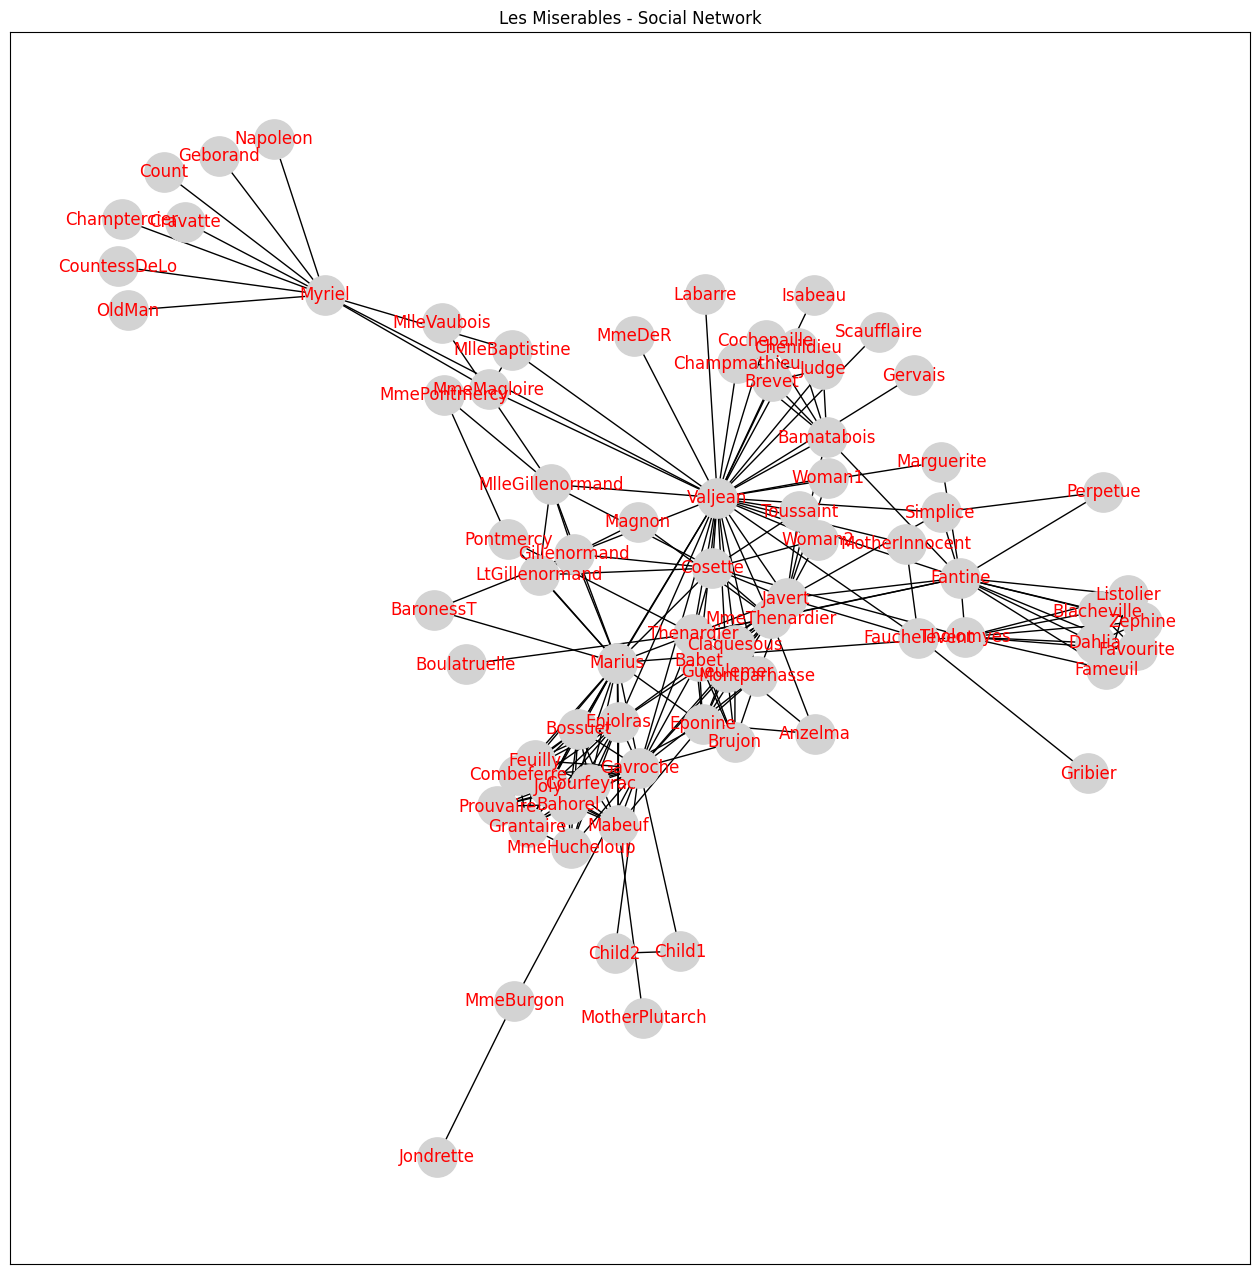 Les Miserables - Social Network
Napoleon
Geborand
Count
Champtercier
Cravatte
CountessDeLo
OldMan
Myriel
MlleVaubois
MlleBaptistine
MmeMagloire
MmePontmercy
Labarre
Isabeau
MmeDeR
Cochepaille
Chenildieu
Scaufflaire
Champmathieu
Judge
Brevet
Gervais
Bamatabois
Marguerite
Woman1
MlleGillenormand
Valjean
Perpetue
Toussaint
Simplice
Magnon
Pontmercy
Woman2
MotherInnocent
Gillenormand
LtGillenormand
Cosette
Fantine
Javert
Listolier
BaronessT
Blacheville
MmeThenardier
Zephine
Thenardier
Fauchelevent
Tholomyes
Claquesous
Dahlia
Favourite
Boulatruelle
Marius
Babet
Gueulemer
Montparnasse
Fameuil
Enjolras
Eponine
Bossuet
Brujon
Anzelma
Feuilly
Gavroche
Combeferre
Gribier
Joly
Courfeyrac
Prouvaire
Bahorel
Grantaire
Mabeuf
MmeHucheloup
Child2
Child1
MmeBurgon
MotherPlutarch
Jondrette